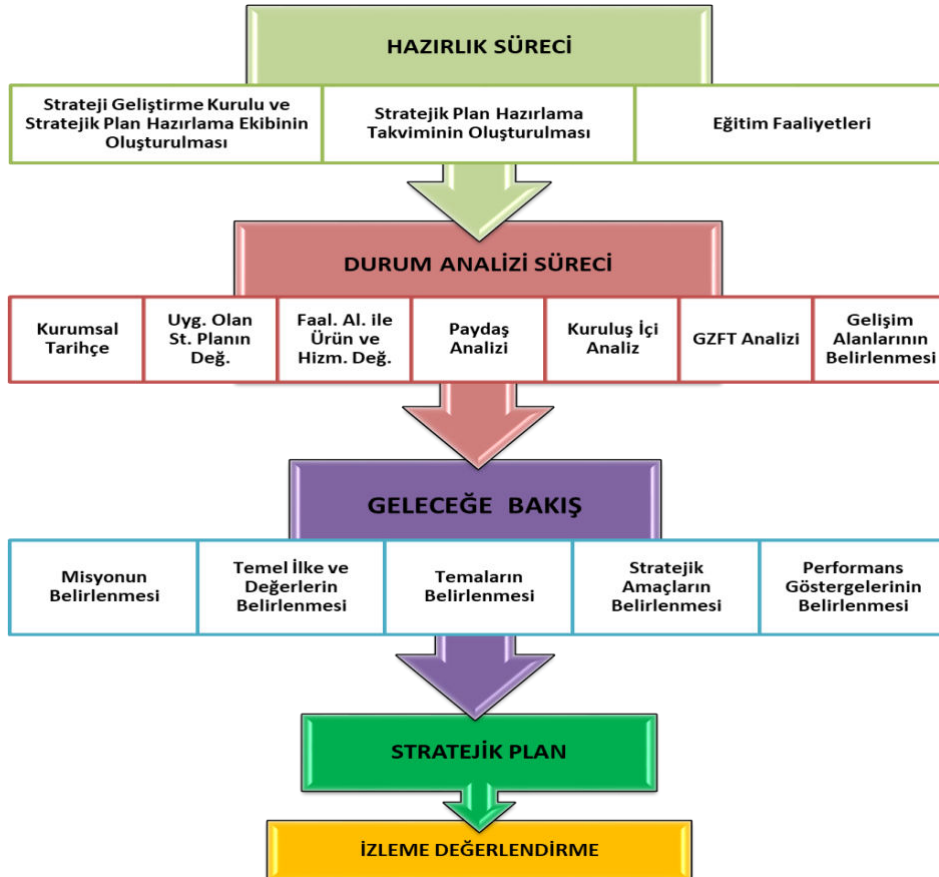 HAZIRLIK SÜRECİ
Strateji Geliştirme Kurulu ve
Stratejik Plan Hazırlama Ekibinin
Oluşturulması
Stratejik Plan Hazırlama
Takviminin Oluşturulması
Eğitim Faaliyetleri
DURUM ANALİZİ SÜRECİ
Kurumsal
Tarihçe
Uyg. Olan
St. Planın
Değ.
Faal. Al. ile
Ürün ve
Hizm. Değ.
Paydaş
Analizi
Kuruluş İçi
Analiz
GZFT Analizi
Gelişim
Alanlarının
Belirlenmesi
GELECEĞE BAKIŞ
Misyonun
Belirlenmesi
Temel İlke ve
Değerlerin
Belirlenmesi
Temaların
Belirlenmesi
Stratejik
Amaçların
Belirlenmesi
Performans
Göstergelerinin
Belirlenmesi
STRATEJİK PLAN
İZLEME DEĞERLENDİRME